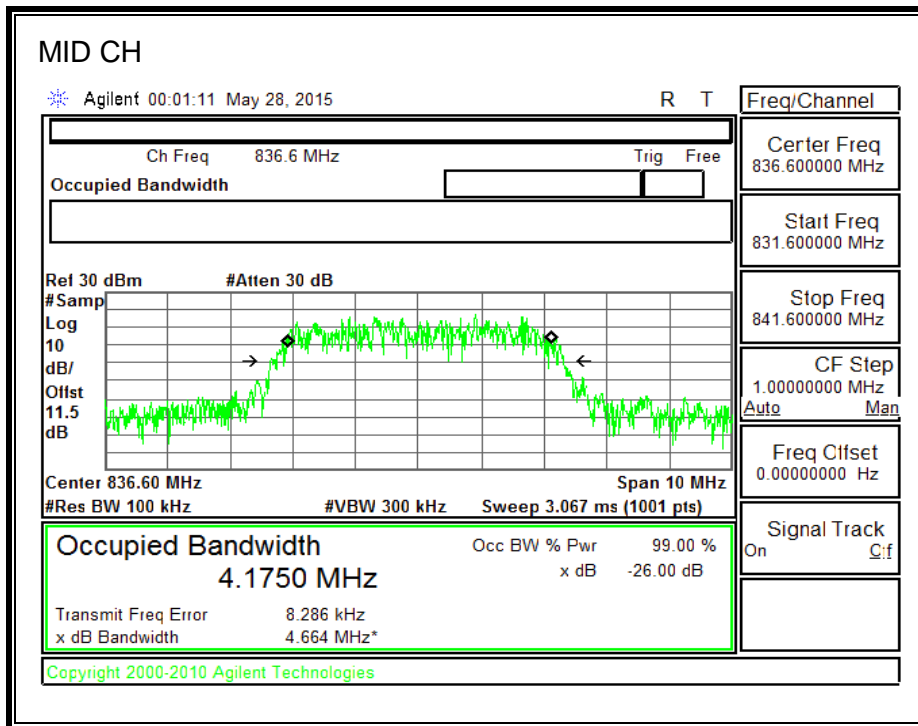 MID CH
Agilent 00:01:11 May 28, 2015 R T
Freq/Channel
Ch Freq 836.6 MHz Trig Free
Occupied Bandwidth
Center Freq
836.600000 MHz
Start Freq
831.600000 MHz
Stop Freq
841.600000 MHz
CF Step
1.00000000 MHz
Auto Man
Freq Offset
0.00000000 Hz
Signal Track
On Off
Ref 30 dBm #Atten 30 dB
#Samp
Log
10
dB/
Offst
11.5
dB
Center 836.60 MHz Span 10 MHz
#Res BW 100 kHz #VBW 300 kHz Sweep 3.067 ms (1001 pts)
Occupied Bandwidth Occ BW % Pwr 99.00 %
4.1750 MHz x dB -26.00 dB
Transmit Freq Error 8.286 kHz
x dB Bandwidth 4.664 MHz*
Copyright 2000-2010 Agilent Technologies